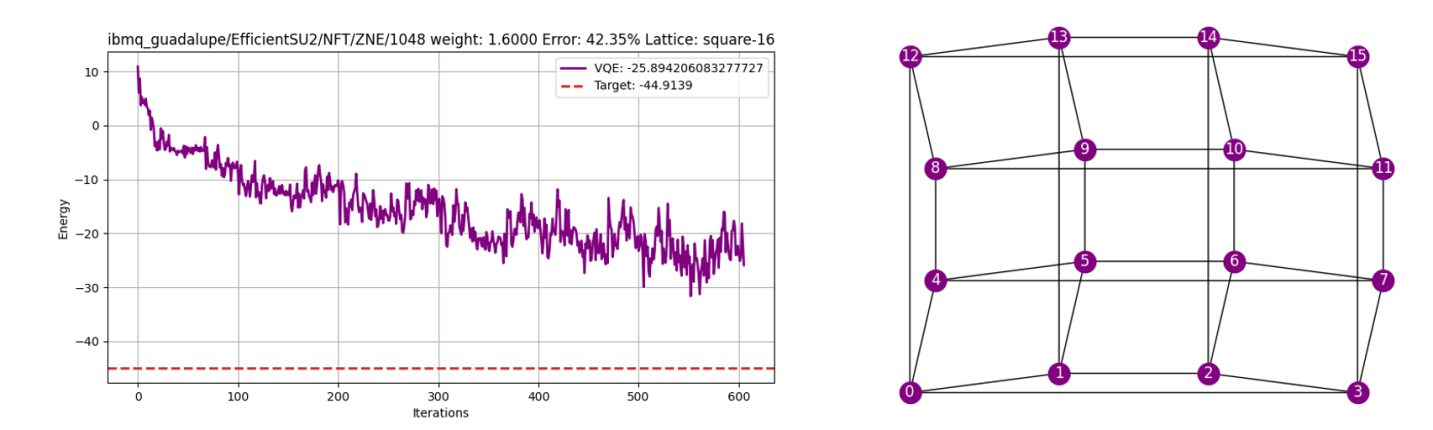 ibmq_guadalupe/EfficientSU2/NFT/ZNE/1048 weight: 1.6000 Error: 42.35% Lattice: square-16
VQE: -25.894206083277727
Target: -44.9139
Energy
10
0
−10
−20
−30
−40
0 100 200 300 400 500 600
Iterations
13 14
12 15
9 10
8 11
5 6
4 7
1 2
0 3